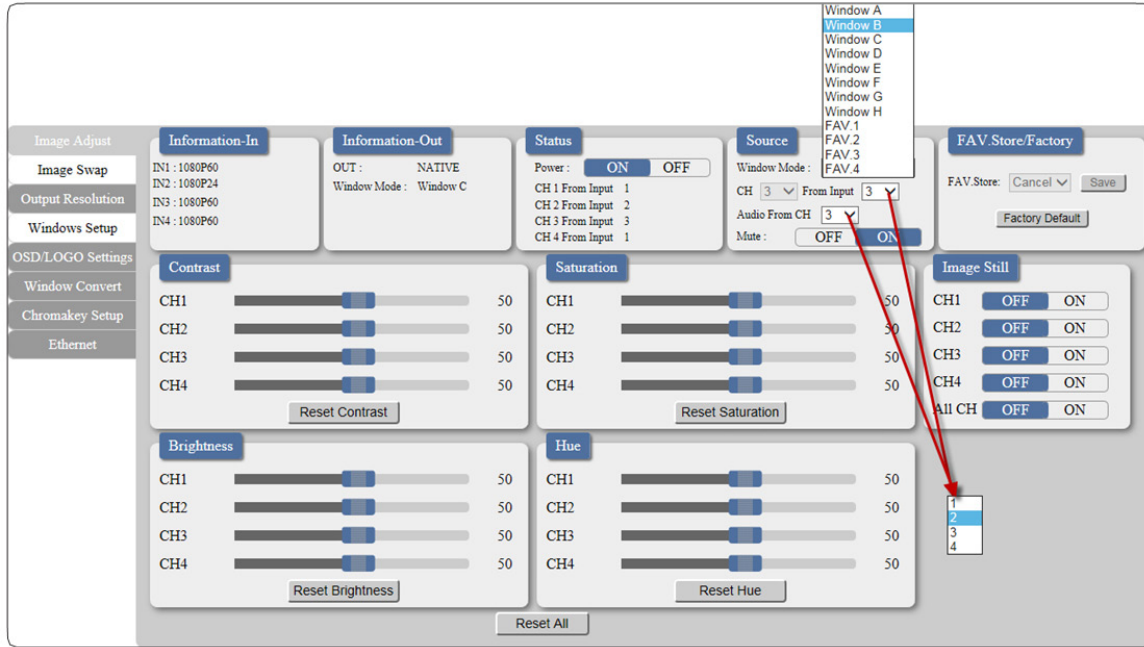 Window A
Window B
Window C
Window D
Window E
Window F
Window G
Window H
FAV.1
FAV.2
FAV.3
FAV.4
Image Adjust
Image Swap
Output Resolution
Windows Setup
OSD/LOGO Settings
Window Convert
Chromakey Setup
Ethernet
Information-In
IN1 : 1080P60
IN2 : 1080P24
IN3 : 1080P60
IN4 : 1080P60
Information-Out
OUT : NATIVE
Window Mode : Window C
Status
Power : ON OFF
CH 1 From Input 1
CH 2 From Input 2
CH 3 From Input 3
CH 4 From Input 1
Source
Window Mode :
CH 3 From Input 3
Audio From CH 3
Mute : OFF ON
FAV.Store/Factory
FAV.Store: Cancel Save
Factory Default
Contrast
CH1 50
CH2 50
CH3 50
CH4 50
Reset Contrast
Saturation
CH1 50
CH2 50
CH3 50
CH4 50
Reset Saturation
Image Still
CH1 OFF ON
CH2 OFF ON
CH3 OFF ON
CH4 OFF ON
All CH OFF ON
Brightness
CH1 50
CH2 50
CH3 50
CH4 50
Reset Brightness
Hue
CH1 50
CH2 50
CH3 50
CH4 50
Reset Hue
1
2
3
4
Reset All